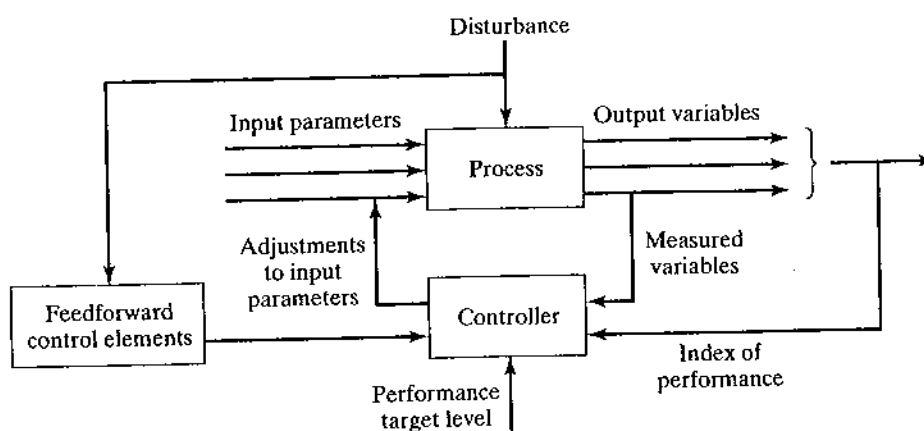 Disturbance
Input parameters
Output variables
Process
Adjustments
to input
parameters
Measured
variables
Feedforward
control elements
Controller
Index of
performance
Performance
target level